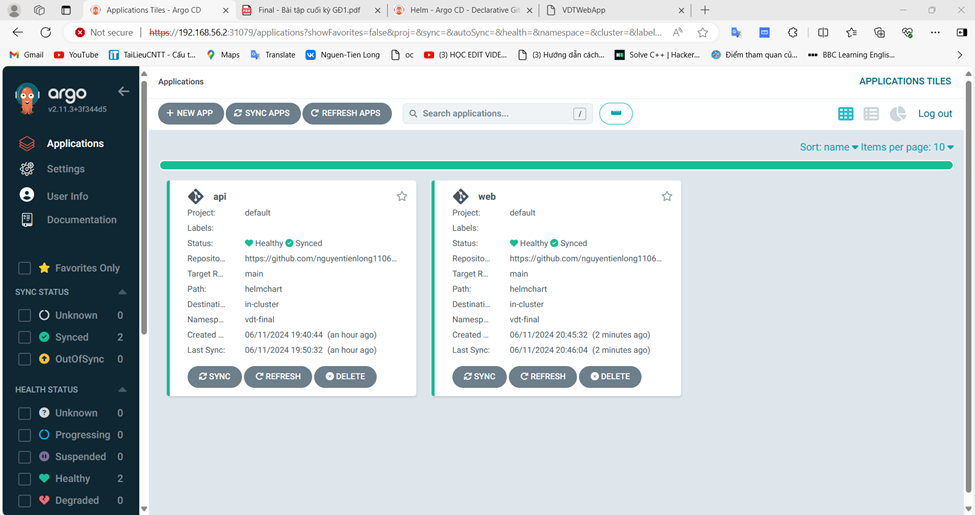 Applications Tiles - Argo CD
Final - Bài tập cuối kỳ GĐ1.pdf
Helm - Argo CD - Declarative Git
VDTWebApp
Not secure
https://192.168.56.2:31079/applications?showFavorites=false&proj=&sync=&autoSync=&health=&namespace=&cluster=&label...
Gmail
YouTube
TaiLieuCNTT - Cấu t...
Maps
Translate
Nguen-Tien Long
oc
(3) HỌC EDIT VIDE...
(3) Hướng dẫn cách...
Solve C++ | Hacker...
Điểm tham quan củ...
BBC Learning Englis...
argo
v2.11.3+3f344d5
Applications
Settings
User Info
Documentation
Favorites Only
SYNC STATUS
Unknown 0
Synced 2
OutOfSync 0
HEALTH STATUS
Unknown 0
Progressing 0
Suspended 0
Healthy 2
Degraded 0
Applications
APPLICATIONS TILES
+ NEW APP
SYNC APPS
REFRESH APPS
Search applications...
/
Log out
Sort: name
Items per page: 10
api
Project: default
Labels:
Status: Healthy Synced
Reposito... https://github.com/nguyentienlong1106...
Target R... main
Path: helmchart
Destinati... in-cluster
Namesp... vdt-final
Created ... 06/11/2024 19:40:44 (an hour ago)
Last Sync: 06/11/2024 19:50:32 (an hour ago)
SYNC
REFRESH
DELETE
web
Project: default
Labels:
Status: Healthy Synced
Reposito... https://github.com/nguyentienlong1106...
Target R... main
Path: helmchart
Destinati... in-cluster
Namesp... vdt-final
Created ... 06/11/2024 20:45:32 (2 minutes ago)
Last Sync: 06/11/2024 20:46:04 (2 minutes ago)
SYNC
REFRESH
DELETE